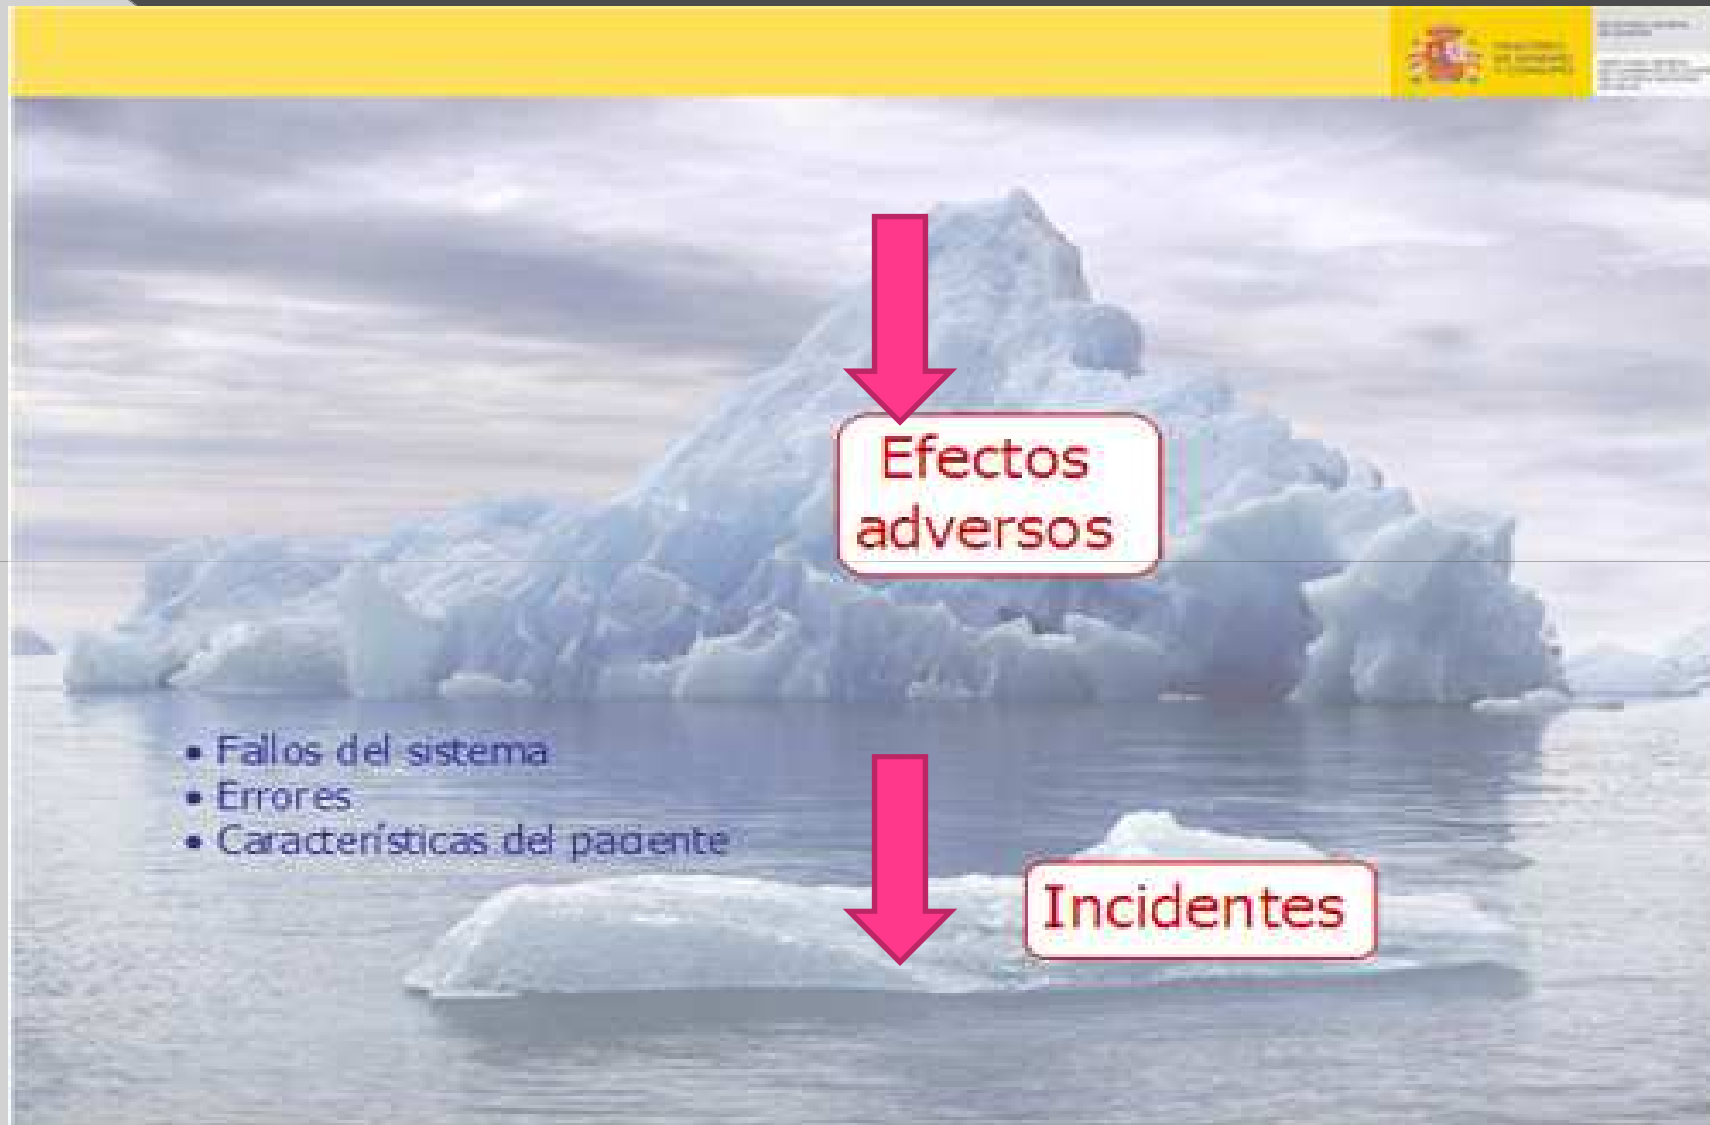 Efectos
adversos
• Fallos del sistema
• Errores
• Características del paciente
Incidentes